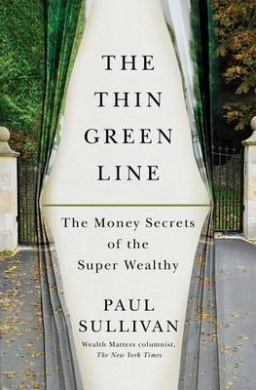 THE
THIN
GREEN
LINE
The Money Secrets
of the
Super Wealthy
PAUL
SULLIVAN
Wealth Matters columnist,
The New York Times